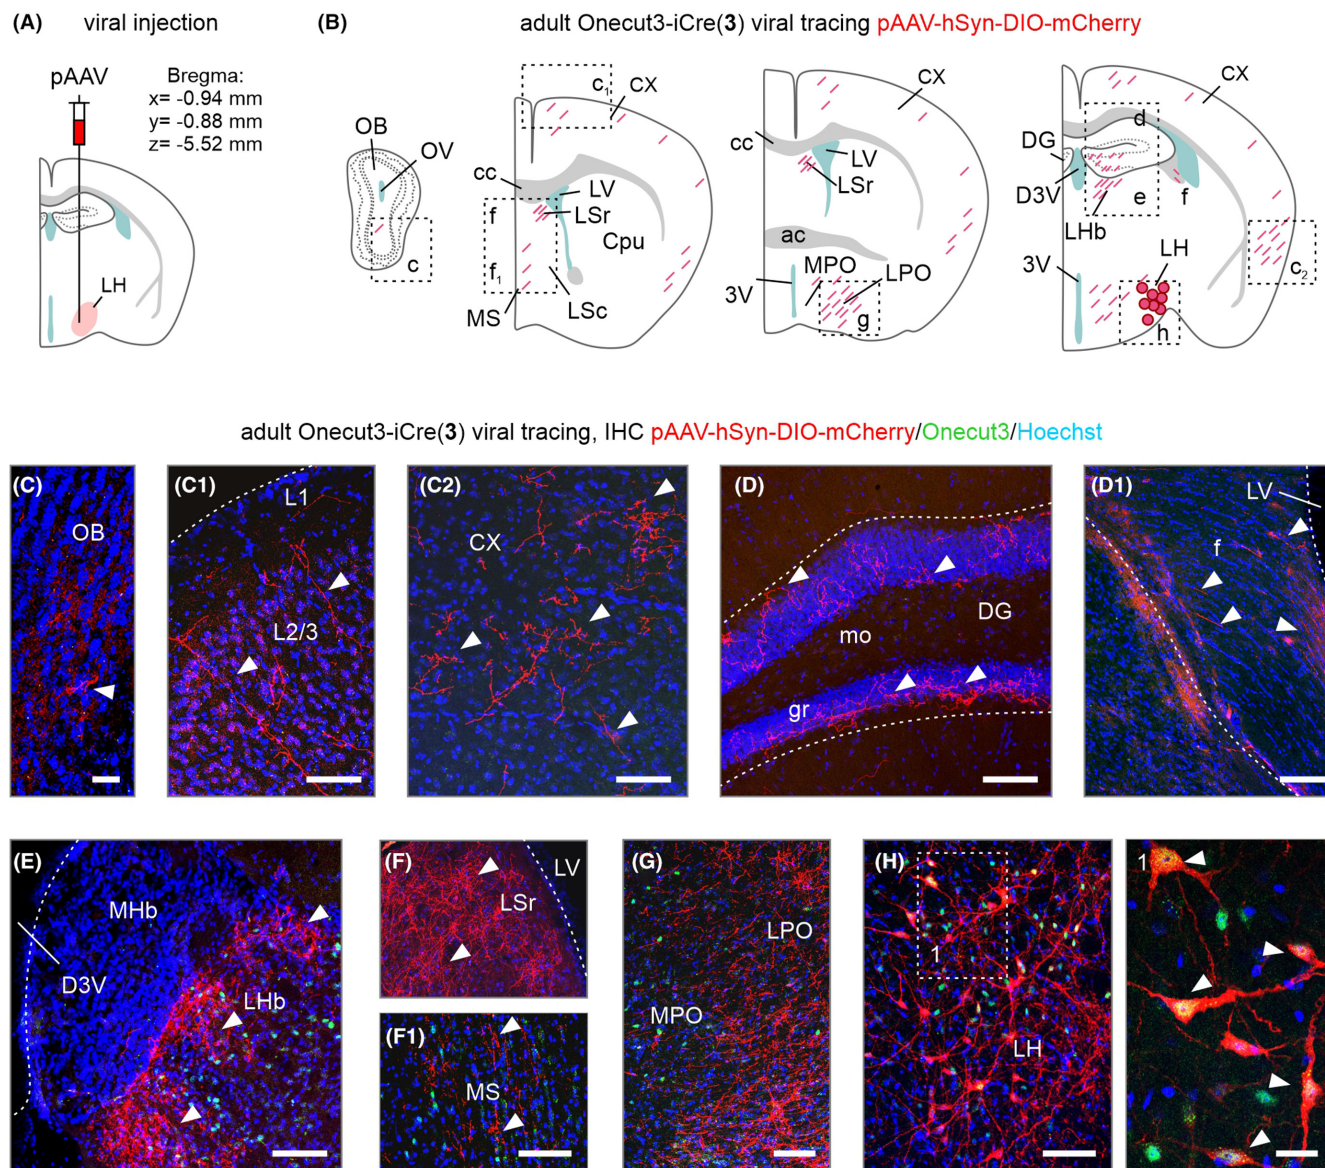 (A) viral injection
pAAV
Bregma:
x= -0.94 mm
y= -0.88 mm
z= -5.52 mm
LH
(B) adult Onecut3-iCre(3) viral tracing pAAV-hSyn-DIO-mCherry
OB
OV
c
c1
CX
cc
LV
LSr
f
Cpu
f1
MS
LSc
CX
cc
LV
LSr
ac
MPO
LPO
3V
g
CX
d
DG
D3V
f
e
LHb
LH
3V
c2
h
adult Onecut3-iCre(3) viral tracing, IHC pAAV-hSyn-DIO-mCherry/Onecut3/Hoechst
(C)
OB
(C1)
L1
L2/3
(C2)
CX
(D)
DG
mo
gr
(D1)
LV
f
(E)
MHb
D3V
LHb
(F)
LV
LSr
(F1)
MS
(G)
LPO
MPO
(H)
1
LH
1